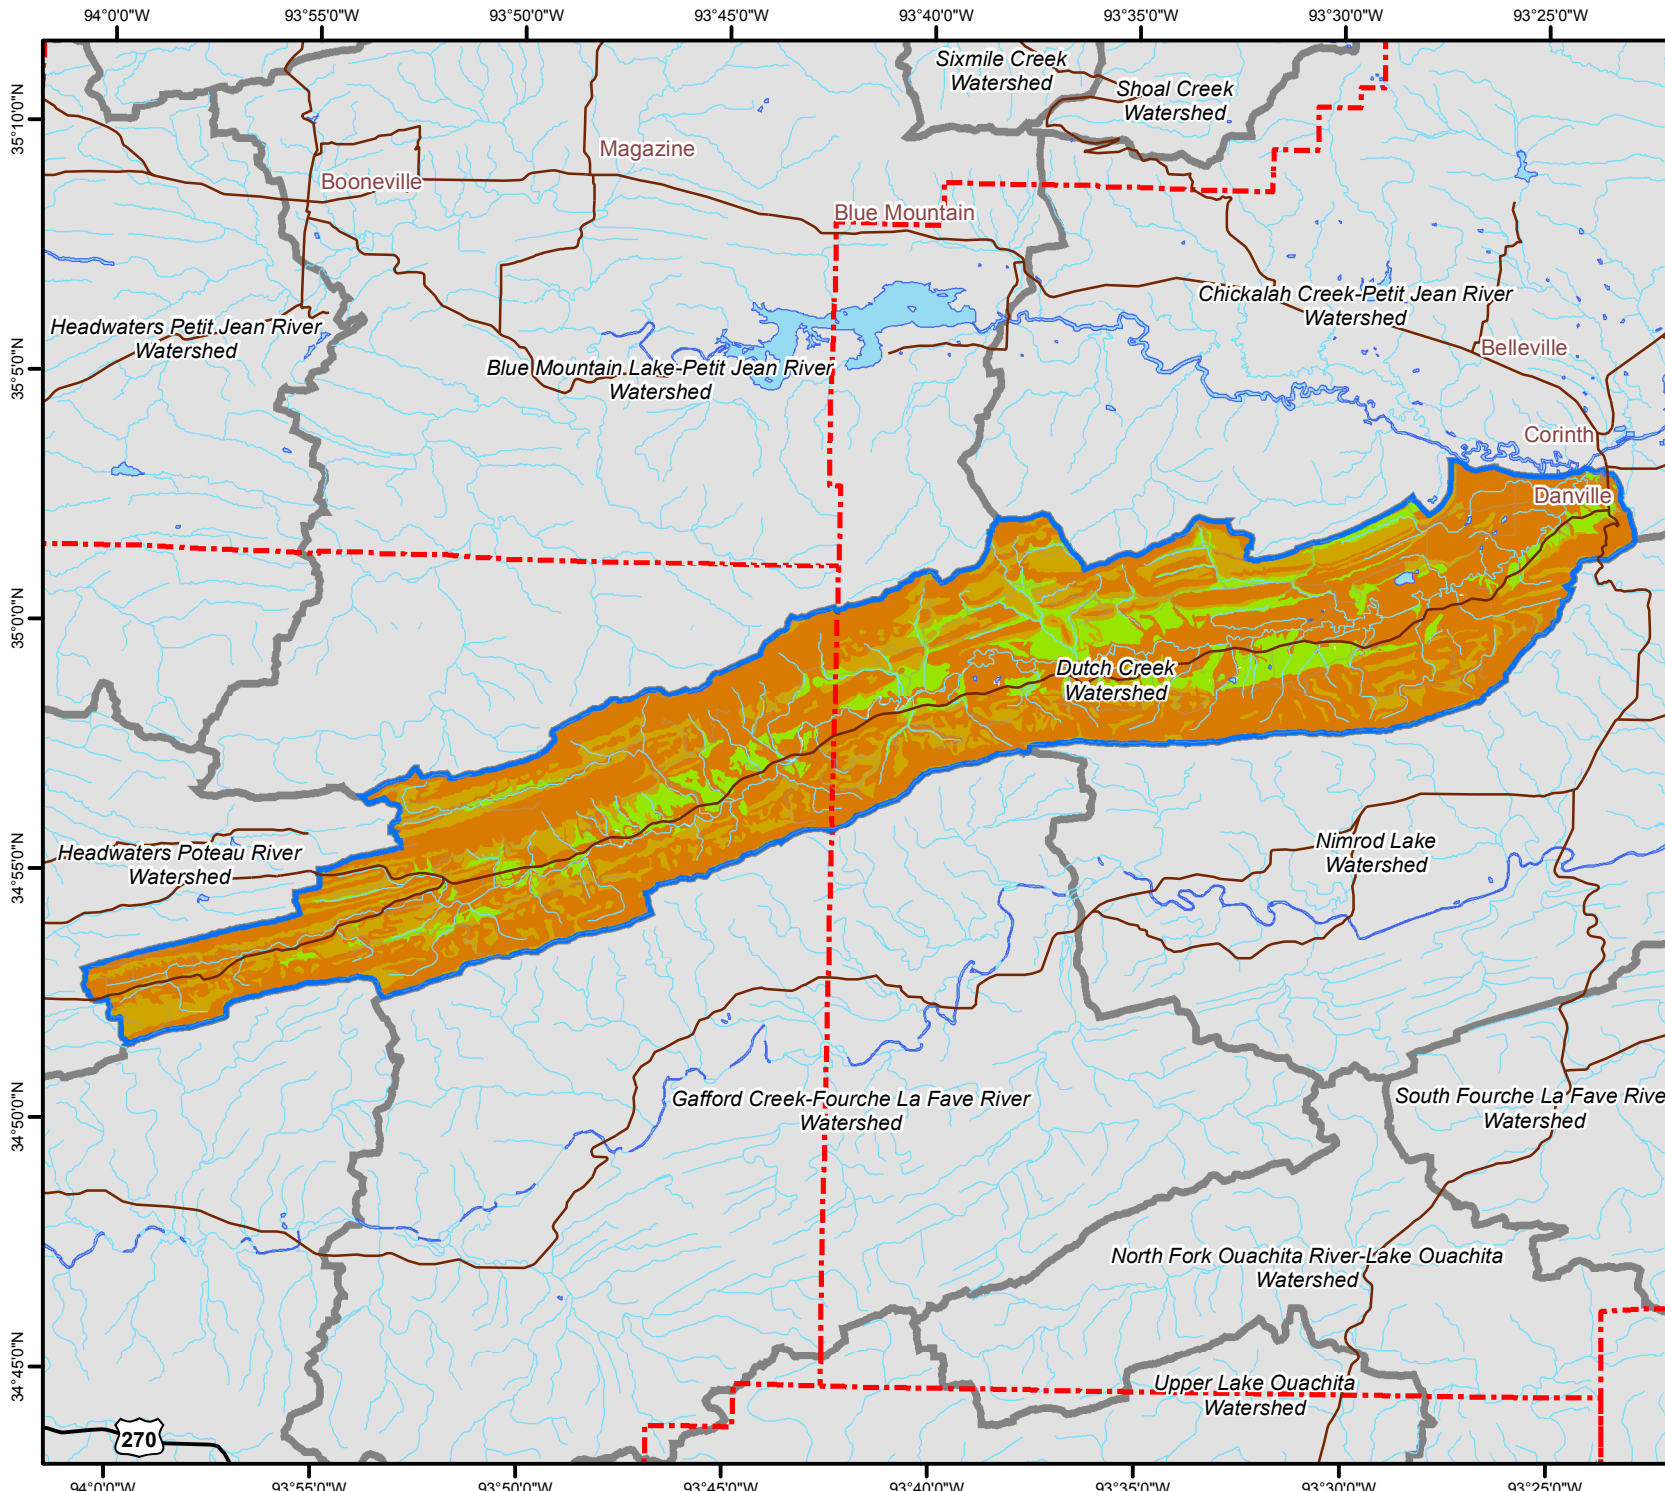 94°0'0"W 93°55'0"W 93°50'0"W 93°45'0"W 93°40'0"W 93°35'0"W 93°30'0"W 93°25'0"W
Sixmile Creek
Watershed
Shoal Creek
Watershed
35°10'0"N
Magazine
Booneville
Blue Mountain
Chickalah Creek-Petit Jean River
Watershed
Headwaters Petit Jean River
Watershed
Belleville
35°5'0"N
Blue Mountain Lake-Petit Jean River
Watershed
Corinth
Danville
35°0'0"N
Dutch Creek
Watershed
34°55'0"N
Headwaters Poteau River
Watershed
Nimrod Lake
Watershed
34°50'0"N
Gafford Creek-Fourche La Fave River
Watershed
South Fourche La Fave Rive
Watershed
North Fork Ouachita River-Lake Ouachita
Watershed
34°45'0"N
Upper Lake Ouachita
Watershed
270
94°0'0"W 93°55'0"W 93°50'0"W 93°45'0"W 93°40'0"W 93°35'0"W 93°30'0"W 93°25'0"W